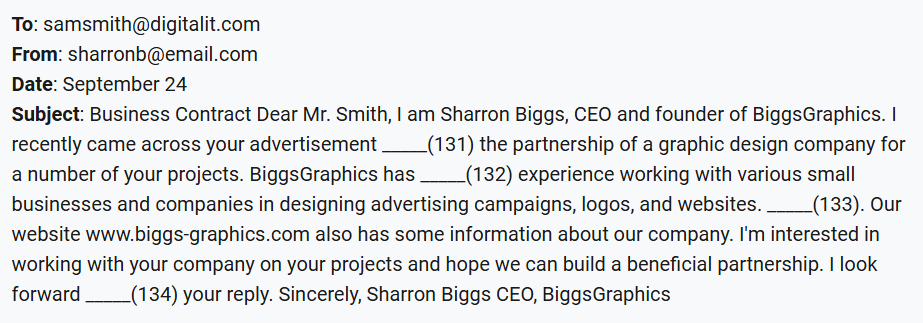 To: samsmith@digitalit.com
From: sharronb@email.com
Date: September 24
Subject: Business Contract Dear Mr. Smith, I am Sharron Biggs, CEO and founder of BiggsGraphics. I
recently came across your advertisement _____(131) the partnership of a graphic design company for
a number of your projects. BiggsGraphics has _____(132) experience working with various small
businesses and companies in designing advertising campaigns, logos, and websites. _____(133). Our
website www.biggs-graphics.com also has some information about our company. I'm interested in
working with your company on your projects and hope we can build a beneficial partnership. I look
forward _____(134) your reply. Sincerely, Sharron Biggs CEO, BiggsGraphics